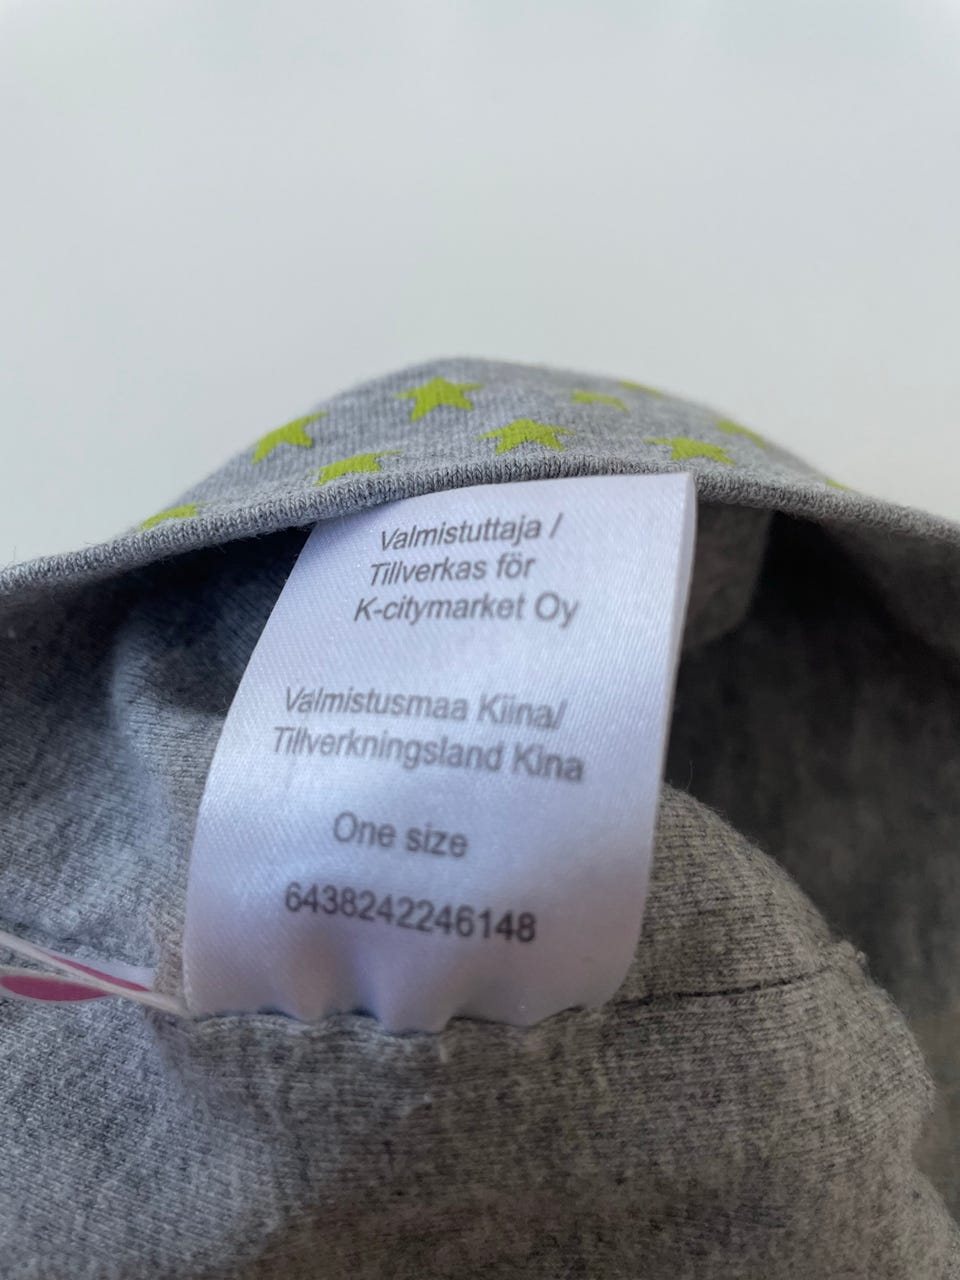 Valmistuttaja /
Tillverkas för
K-citymarket Oy
Valmistusmaa Kiina/
Tillverkningsland Kina
One size
6438242246148